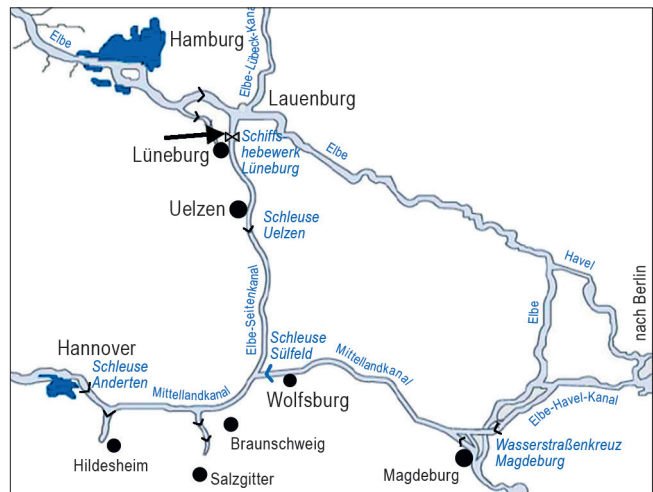 Elbe
Hamburg
Elbe-Lübeck-Kanal
Lauenburg
Schiffs-
hebewerk
Lüneburg
Lüneburg
Elbe
Uelzen
Schleuse
Uelzen
Havel
nach Berlin
Elbe-Seitenkanal
Elbe
Hannover
Schleuse
Anderten
Schleuse
Sülfeld
Mittellandkanal
Mittellandkanal
Wolfsburg
Elbe-Havel-Kanal
Braunschweig
Wasserstraßenkreuz
Magdeburg
Hildesheim
Salzgitter
Magdeburg